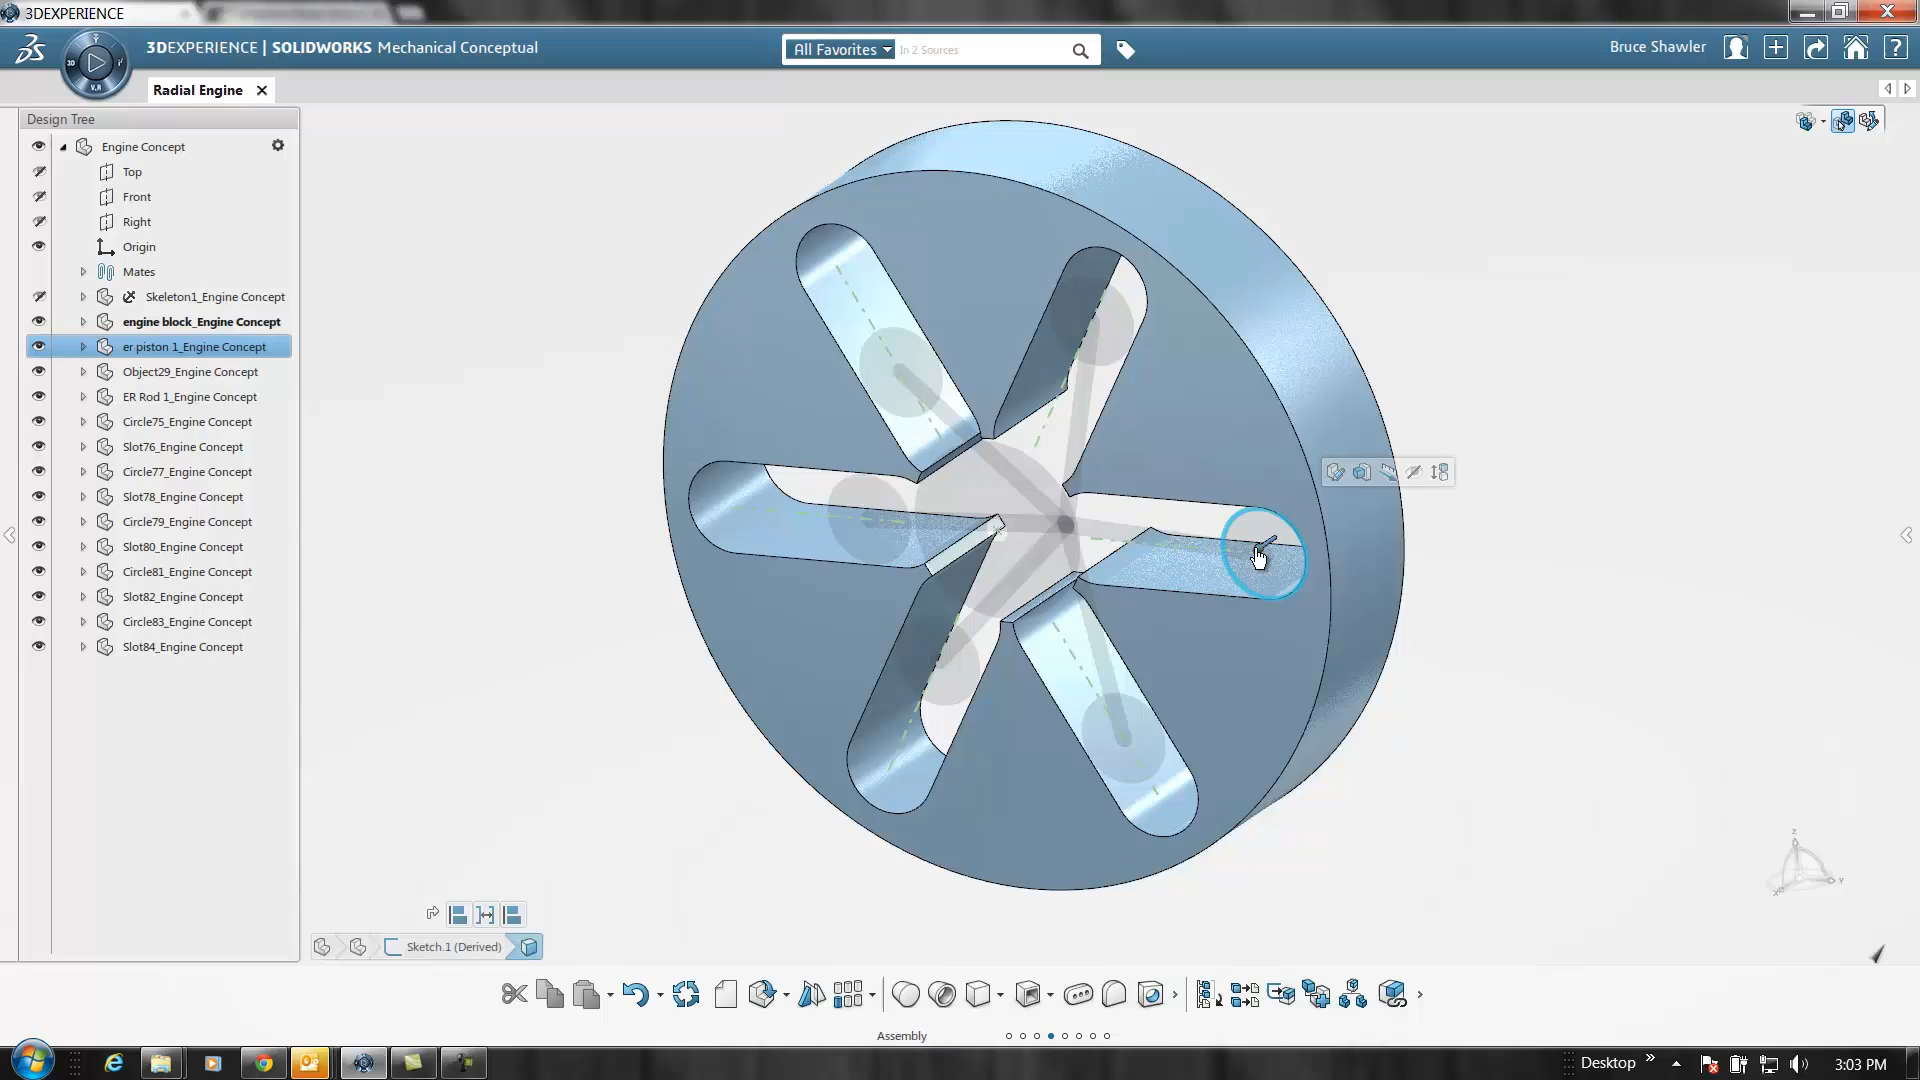 3DEXPERIENCE
3DEXPERIENCE | SOLIDWORKS Mechanical Conceptual
All Favorites
In 2 Sources
Bruce Shawler
Radial Engine
Design Tree
Engine Concept
Top
Front
Right
Origin
Mates
Skeleton1_Engine Concept
engine block_Engine Concept
er piston 1_Engine Concept
Object29_Engine Concept
ER Rod 1_Engine Concept
Circle75_Engine Concept
Slot76_Engine Concept
Circle77_Engine Concept
Slot78_Engine Concept
Circle79_Engine Concept
Slot80_Engine Concept
Circle81_Engine Concept
Slot82_Engine Concept
Circle83_Engine Concept
Slot84_Engine Concept
Z
X
Y
Sketch.1 (Derived)
Assembly
Desktop
3:03 PM